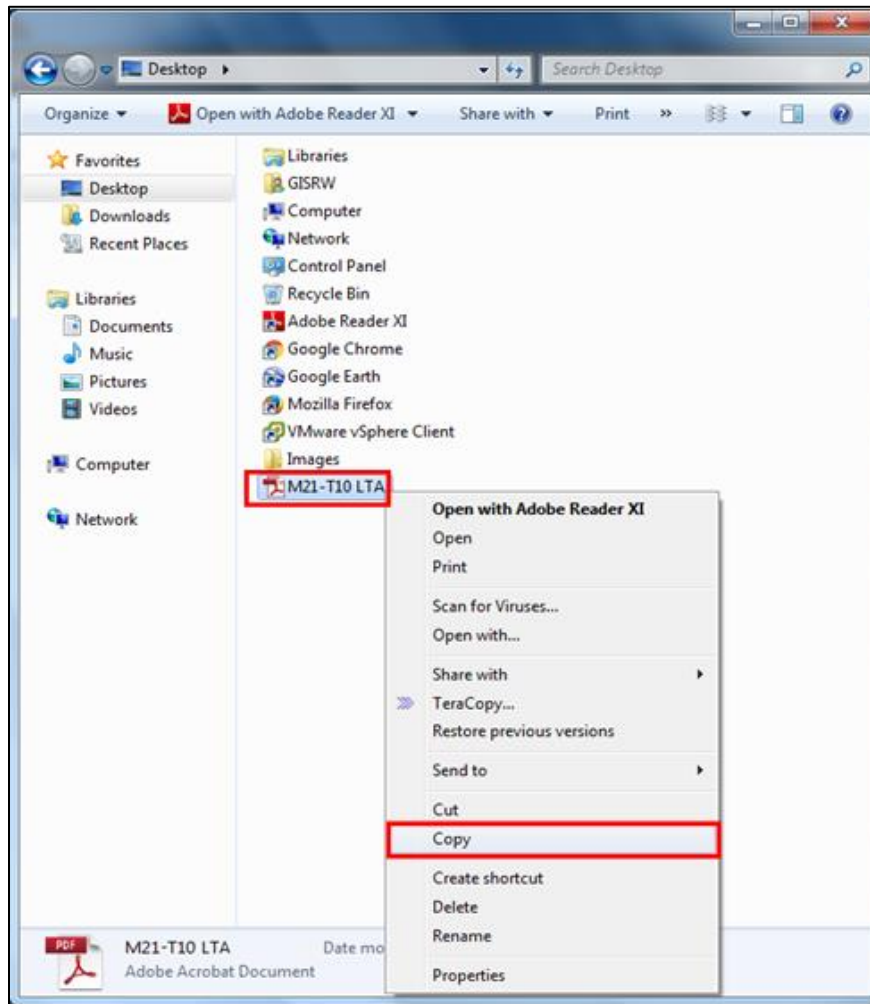 Desktop
Search Desktop
Organize Open with Adobe Reader XI Share with Print »
Favorites
Desktop
Downloads
Recent Places
Libraries
Documents
Music
Pictures
Videos
Computer
Network
Libraries
GISRW
Computer
Network
Control Panel
Recycle Bin
Adobe Reader XI
Google Chrome
Google Earth
Mozilla Firefox
VMware vSphere Client
Images
M21-T10 LTA
Open with Adobe Reader XI
Open
Print
Scan for Viruses...
Open with...
Share with
TeraCopy...
Restore previous versions
Send to
Cut
Copy
Create shortcut
Delete
Rename
Properties
PDF
M21-T10 LTA Date mo
Adobe Acrobat Document